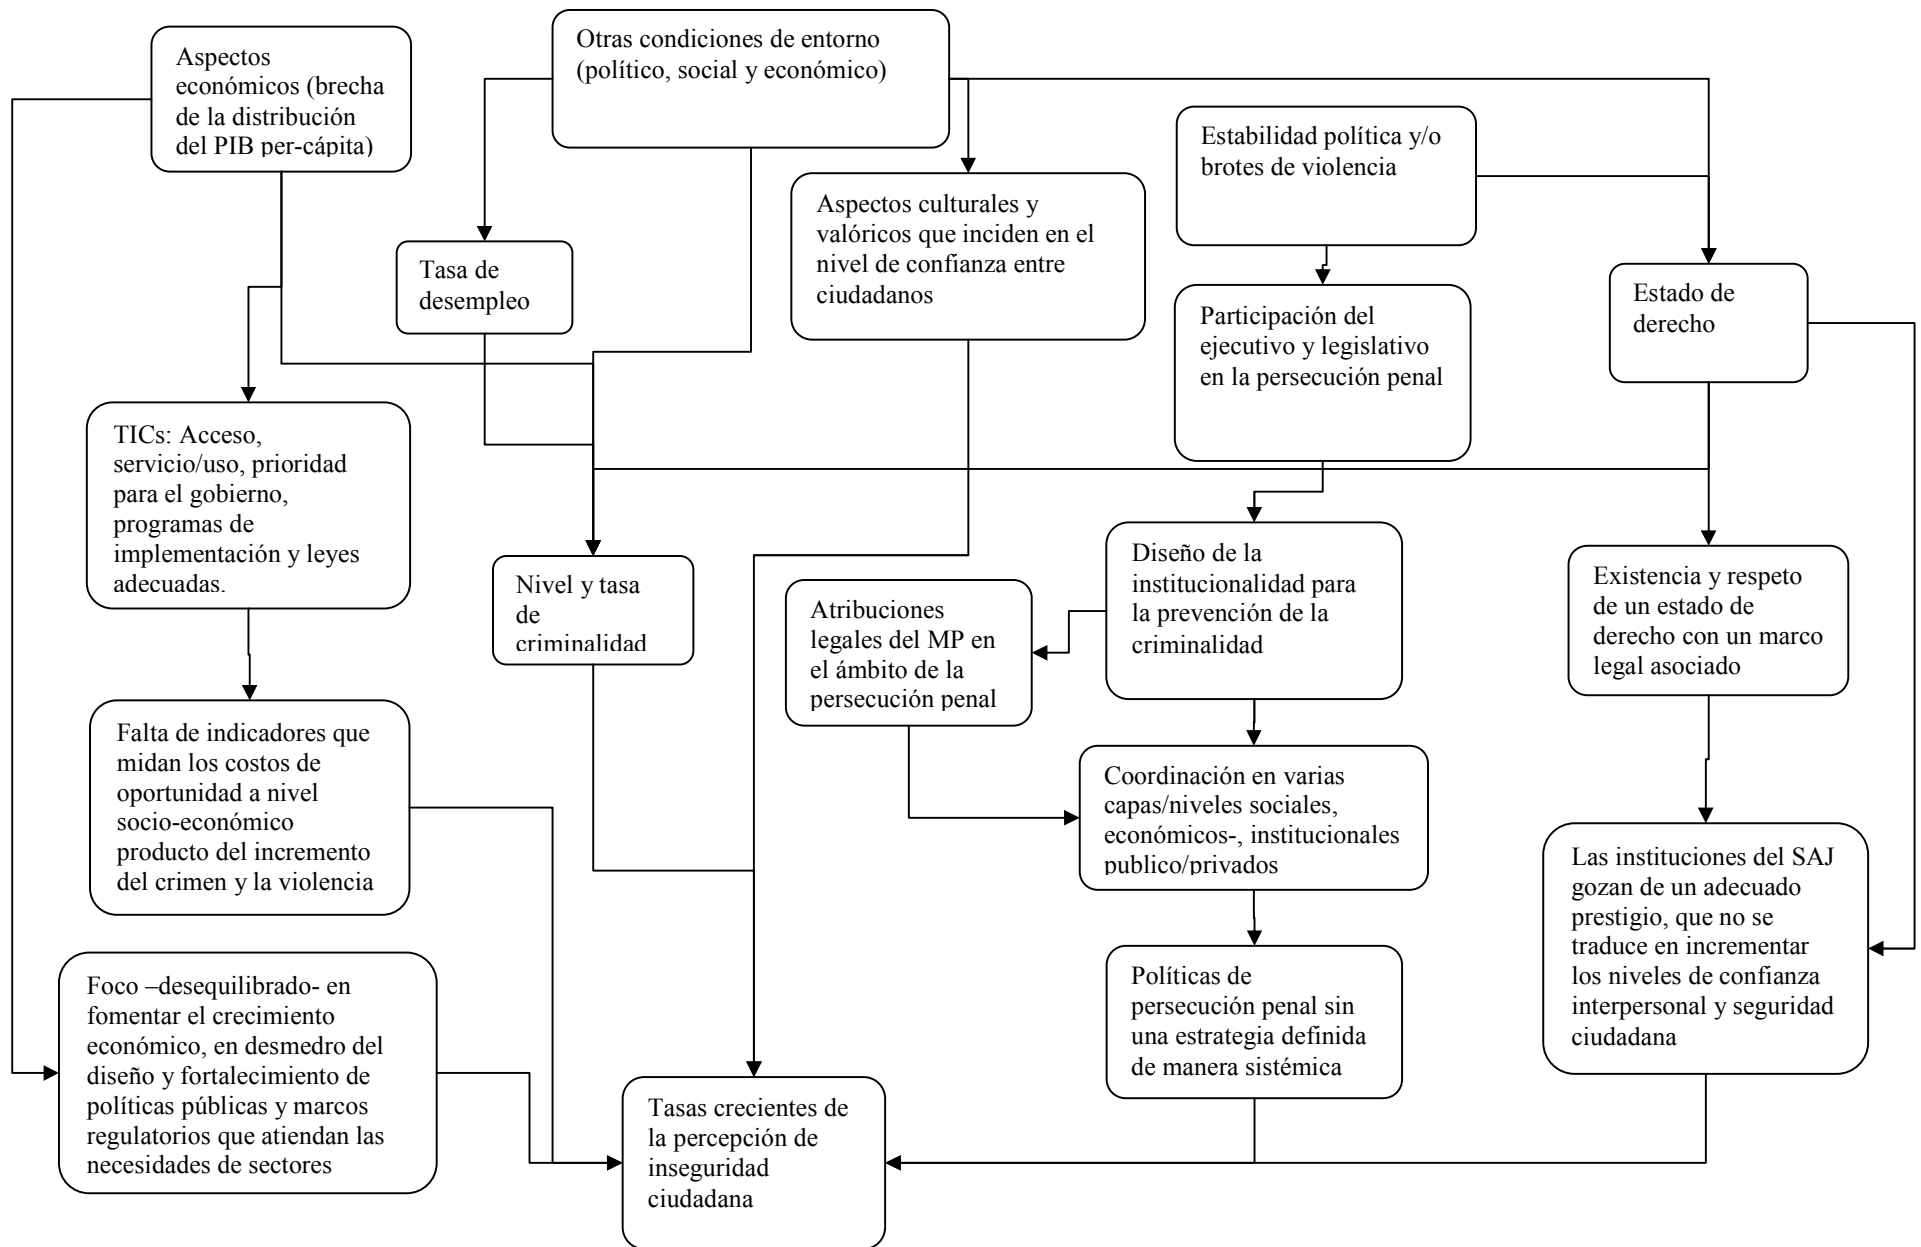 Aspectos
económicos (brecha
de la distribución
del PIB per-cápita)
Otras condiciones de entorno
(político, social y económico)
Estabilidad política y/o
brotes de violencia
Aspectos culturales y
valóricos que inciden en el
nivel de confianza entre
ciudadanos
Tasa de
desempleo
Estado de
derecho
Participación del
ejecutivo y legislativo
en la persecución penal
TICs: Acceso,
servicio/uso, prioridad
para el gobierno,
programas de
implementación y leyes
adecuadas.
Nivel y tasa
de
criminalidad
Diseño de la
institucionalidad para
la prevención de la
criminalidad
Existencia y respeto
de un estado de
derecho con un marco
legal asociado
Atribuciones
legales del MP en
el ámbito de la
persecución penal
Falta de indicadores que
midan los costos de
oportunidad a nivel
socio-económico
producto del incremento
del crimen y la violencia
Coordinación en varias
capas/niveles sociales,
económicos-, institucionales
publico/privados
Las instituciones del SAJ
gozan de un adecuado
prestigio, que no se
traduce en incrementar
los niveles de confianza
interpersonal y seguridad
ciudadana
Foco –desequilibrado- en
fomentar el crecimiento
económico, en desmedro del
diseño y fortalecimiento de
políticas públicas y marcos
regulatorios que atiendan las
necesidades de sectores
Políticas de
persecución penal sin
una estrategia definida
de manera sistémica
Tasas crecientes de
la percepción de
inseguridad
ciudadana